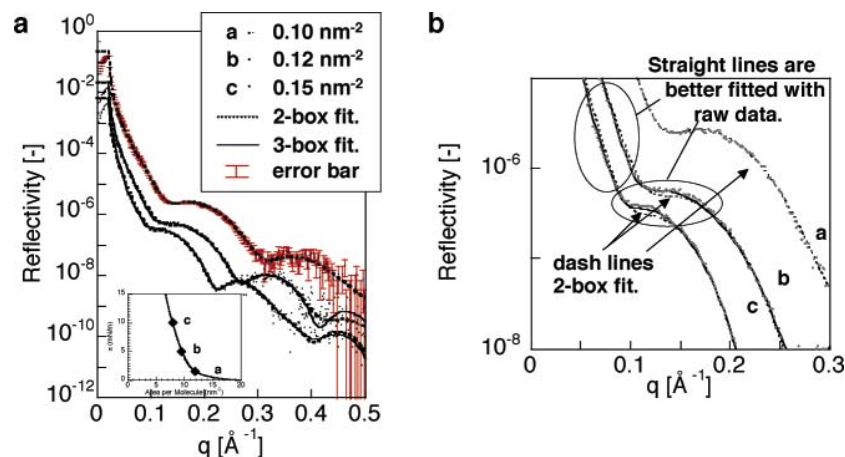 a
10^0
10^-2
10^-4
10^-6
10^-8
10^-10
10^-12
Reflectivity [-]
a 0.10 nm^-2
b 0.12 nm^-2
c 0.15 nm^-2
2-box fit.
3-box fit.
error bar
15
10
5
0
π (mN/m)
c
b
a
0 5 10 15 20
Area per Molecule (nm^-2)
0 0.1 0.2 0.3 0.4 0.5
q [Å^-1]
b
Straight lines are
better fitted with
raw data.
Reflectivity [-]
10^-6
10^-8
dash lines
2-box fit.
a
b
c
0 0.1 0.2 0.3
q [Å^-1]